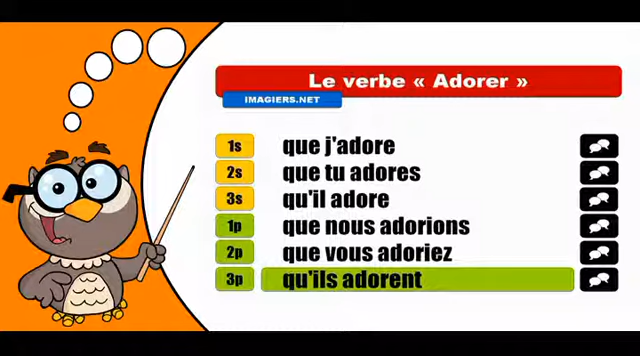 Le verbe « Adorer »
IMAGIERS.NET
1s que j'adore
2s que tu adores
3s qu'il adore
1p que nous adorions
2p que vous adoriez
3p qu'ils adorent